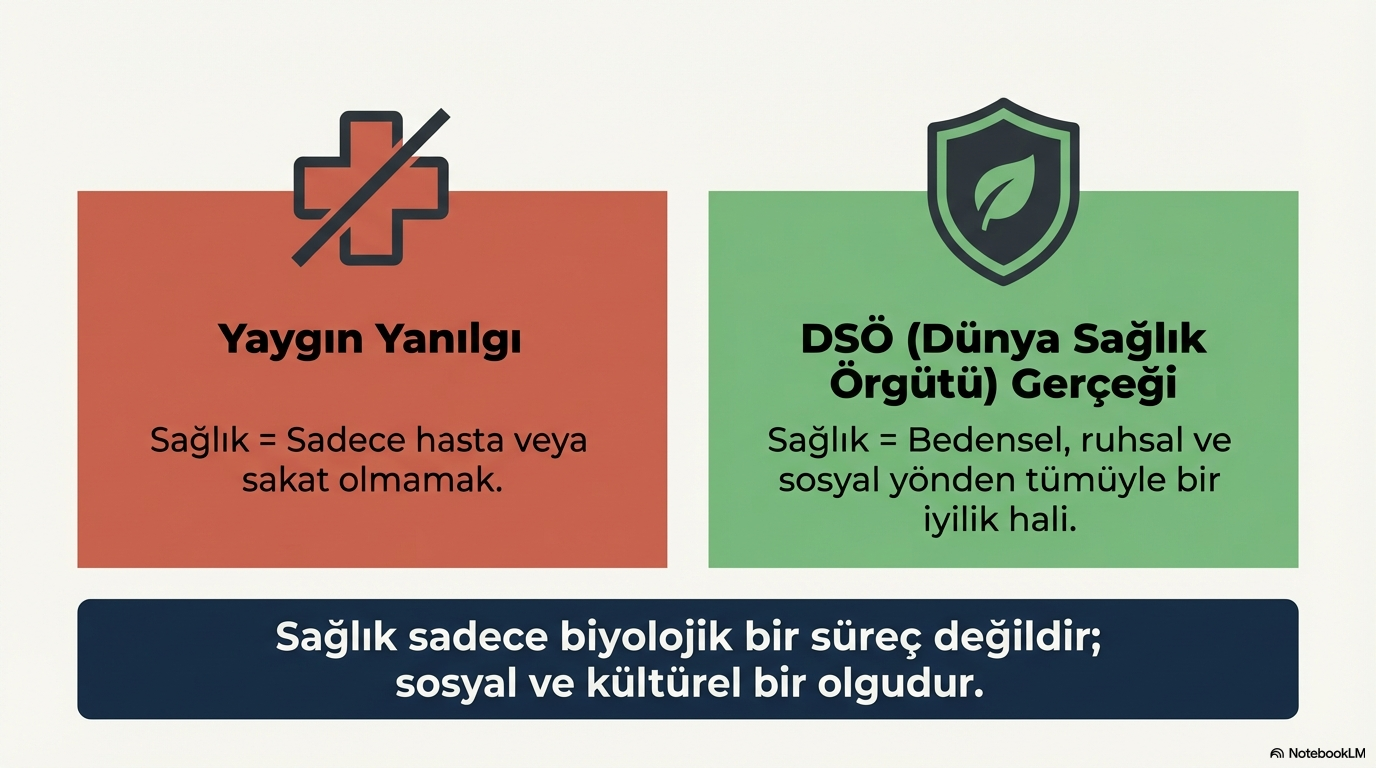 Yaygın Yanılgı
Sağlık = Sadece hasta veya
sakat olmamak.
DSÖ (Dünya Sağlık
Örgütü) Gerçeği
Sağlık = Bedensel, ruhsal ve
sosyal yönden tümüyle bir
iyilik hali.
Sağlık sadece biyolojik bir süreç değildir;
sosyal ve kültürel bir olgudur.
NotebookLM